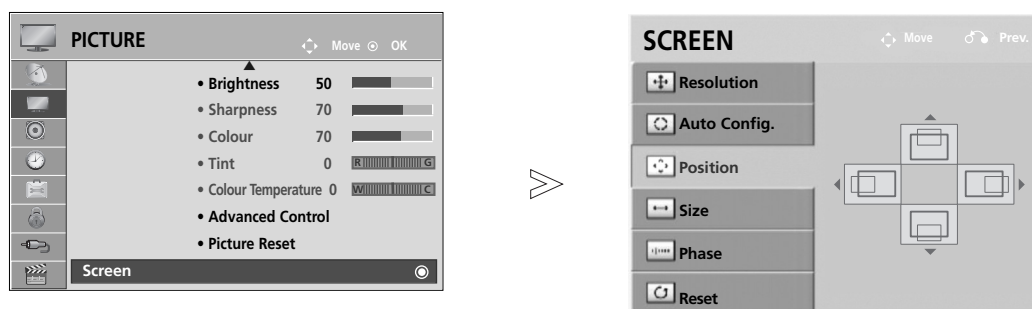 PICTURE
Move OK
• Brightness 50
• Sharpness 70
• Colour 70
• Tint 0 R G
• Colour Temperature 0 W C
• Advanced Control
• Picture Reset
Screen
SCREEN
Move Prev.
Resolution
Auto Config.
Position
Size
Phase
Reset